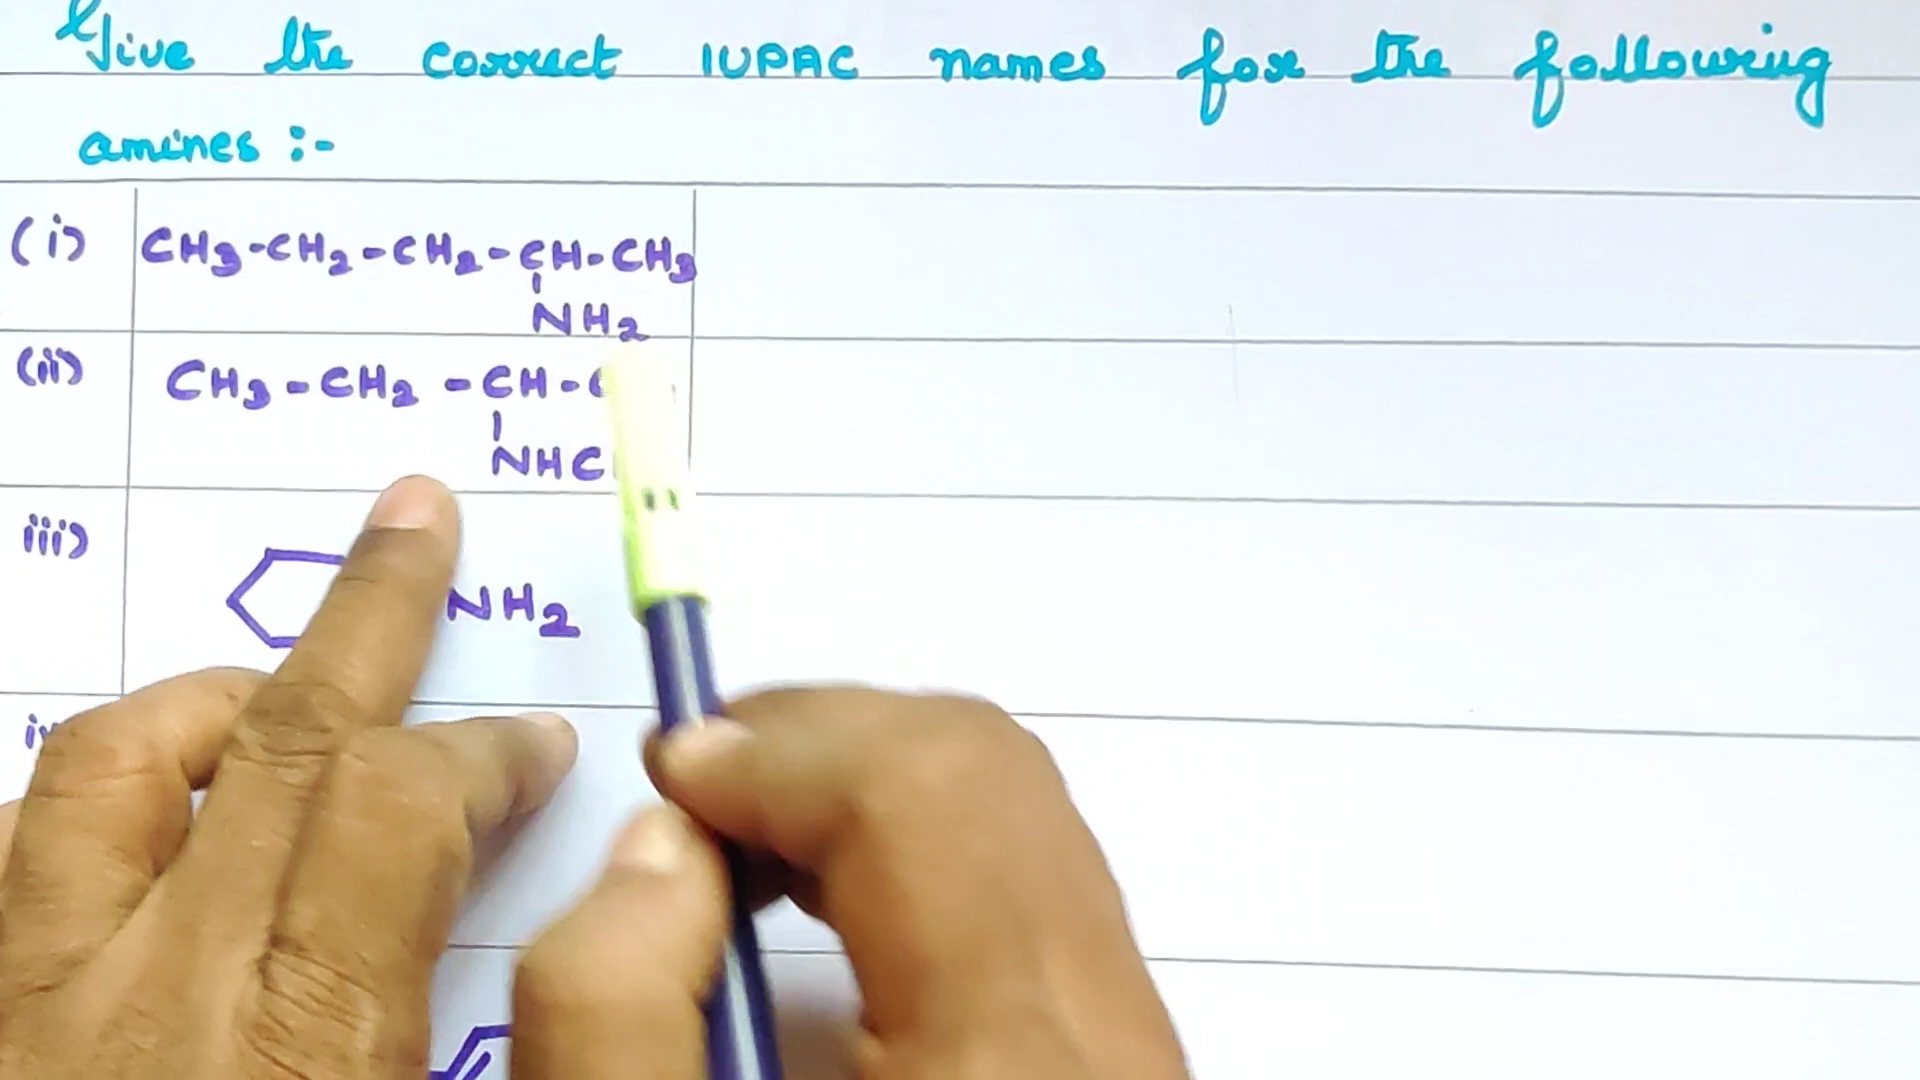 Give the correct IUPAC names for the following
amines :-
(i) CH3-CH2-CH2-CH-CH3
NH2
(ii) CH3-CH2-CH-
NHC
iii) NH2